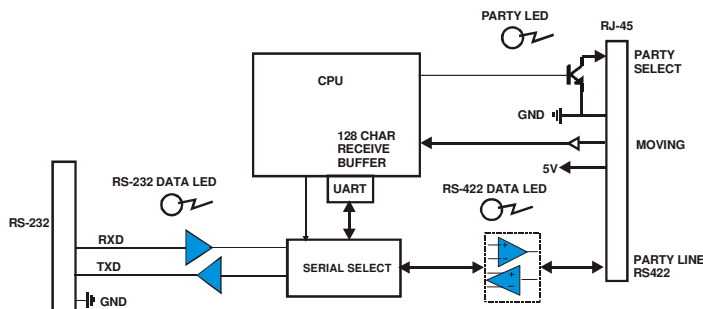 PARTY LED
RJ-45
CPU
PARTY
SELECT
GND
128 CHAR
RECEIVE
BUFFER
MOVING
5V
UART
RS-232 DATA LED
RS-422 DATA LED
RS-232
RXD
TXD
SERIAL SELECT
+
−
+
−
PARTY LINE
RS422
GND